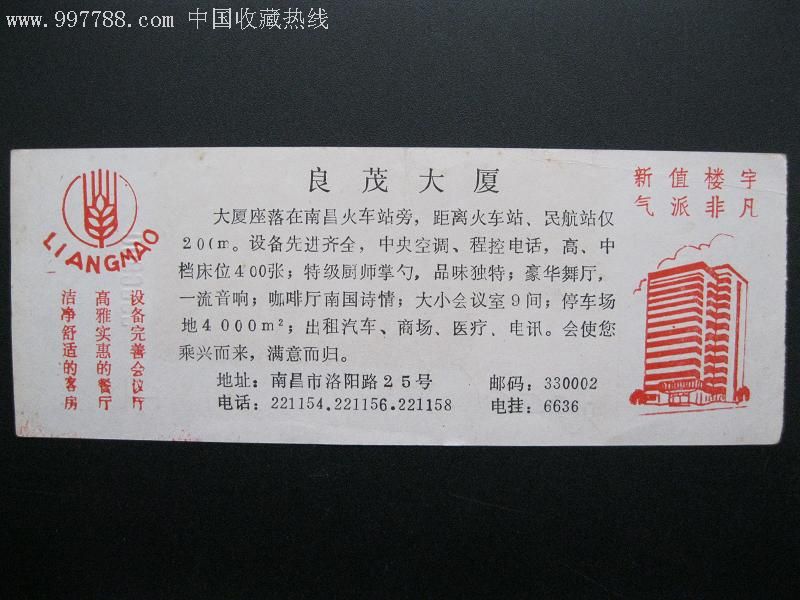 www.997788.com 中国收藏热线
良茂大厦
大厦座落在南昌火车站旁，距离火车站、民航站仅
200m。设备先进齐全，中央空调、程控电话，高、中
档床位400张；特级厨师掌勺，品味独特；豪华舞厅，
一流音响；咖啡厅南国诗情；大小会议室9间；停车场
地4000m²；出租汽车、商场、医疗、电讯。会使您
乘兴而来，满意而归。
地址：南昌市洛阳路25号 邮码：330002
电话：221154.221156.221158 电挂：6636
LIANGMAO
设备完善会议厅
高雅实惠的餐厅
洁净舒适的客房
新值楼宇
气派非凡